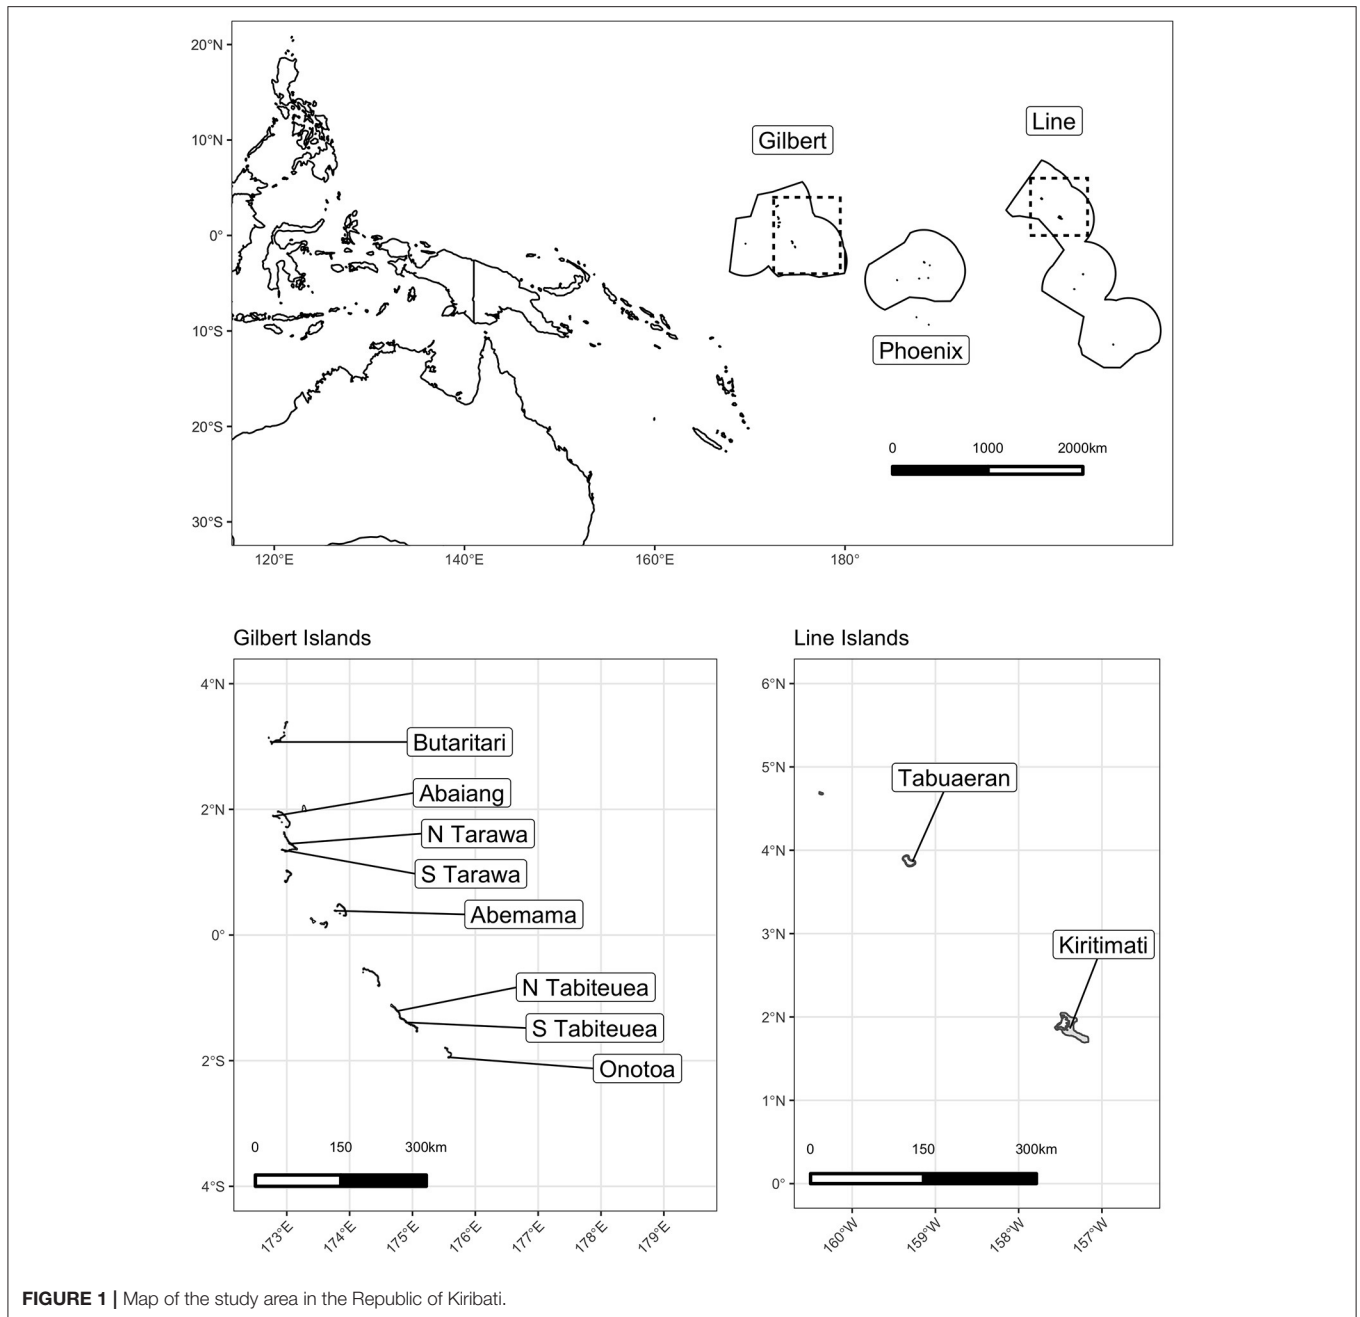 20°N
10°N
0°
10°S
20°S
30°S
120°E 140°E 160°E 180°
Gilbert
Line
Phoenix
0 1000 2000km
Gilbert Islands
4°N
2°N
0°
2°S
4°S
Butaritari
Abaiang
N Tarawa
S Tarawa
Abemama
N Tabiteuea
S Tabiteuea
Onotoa
0 150 300km
173°E 174°E 175°E 176°E 177°E 178°E 179°E
Line Islands
6°N
5°N
4°N
3°N
2°N
1°N
0°
Tabuaeran
Kiritimati
0 150 300km
160°W 159°W 158°W 157°W
FIGURE 1 | Map of the study area in the Republic of Kiribati.